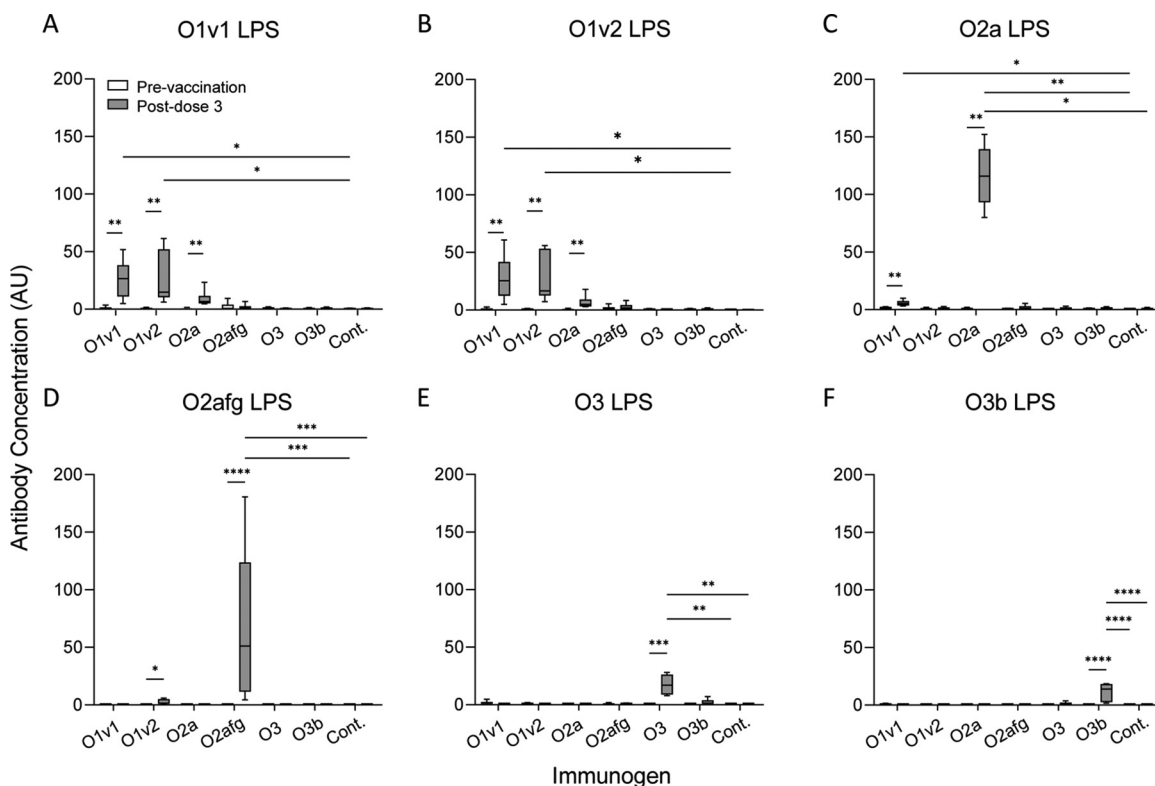 A
O1v1 LPS
B
O1v2 LPS
C
O2a LPS
200
150
100
50
0
Pre-vaccination
Post-dose 3
*
*
**
**
**
O1v1
O1v2
O2a
O2afg
O3
O3b
Cont.
200
150
100
50
0
*
*
**
**
**
O1v1
O1v2
O2a
O2afg
O3
O3b
Cont.
200
150
100
50
0
*
**
*
**
**
O1v1
O1v2
O2a
O2afg
O3
O3b
Cont.
Antibody Concentration (AU)
D
O2afg LPS
E
O3 LPS
F
O3b LPS
200
150
100
50
0
***
***
****
*
O1v1
O1v2
O2a
O2afg
O3
O3b
Cont.
200
150
100
50
0
**
**
***
O1v1
O1v2
O2a
O2afg
O3
O3b
Cont.
200
150
100
50
0
****
****
****
O1v1
O1v2
O2a
O2afg
O3
O3b
Cont.
Immunogen